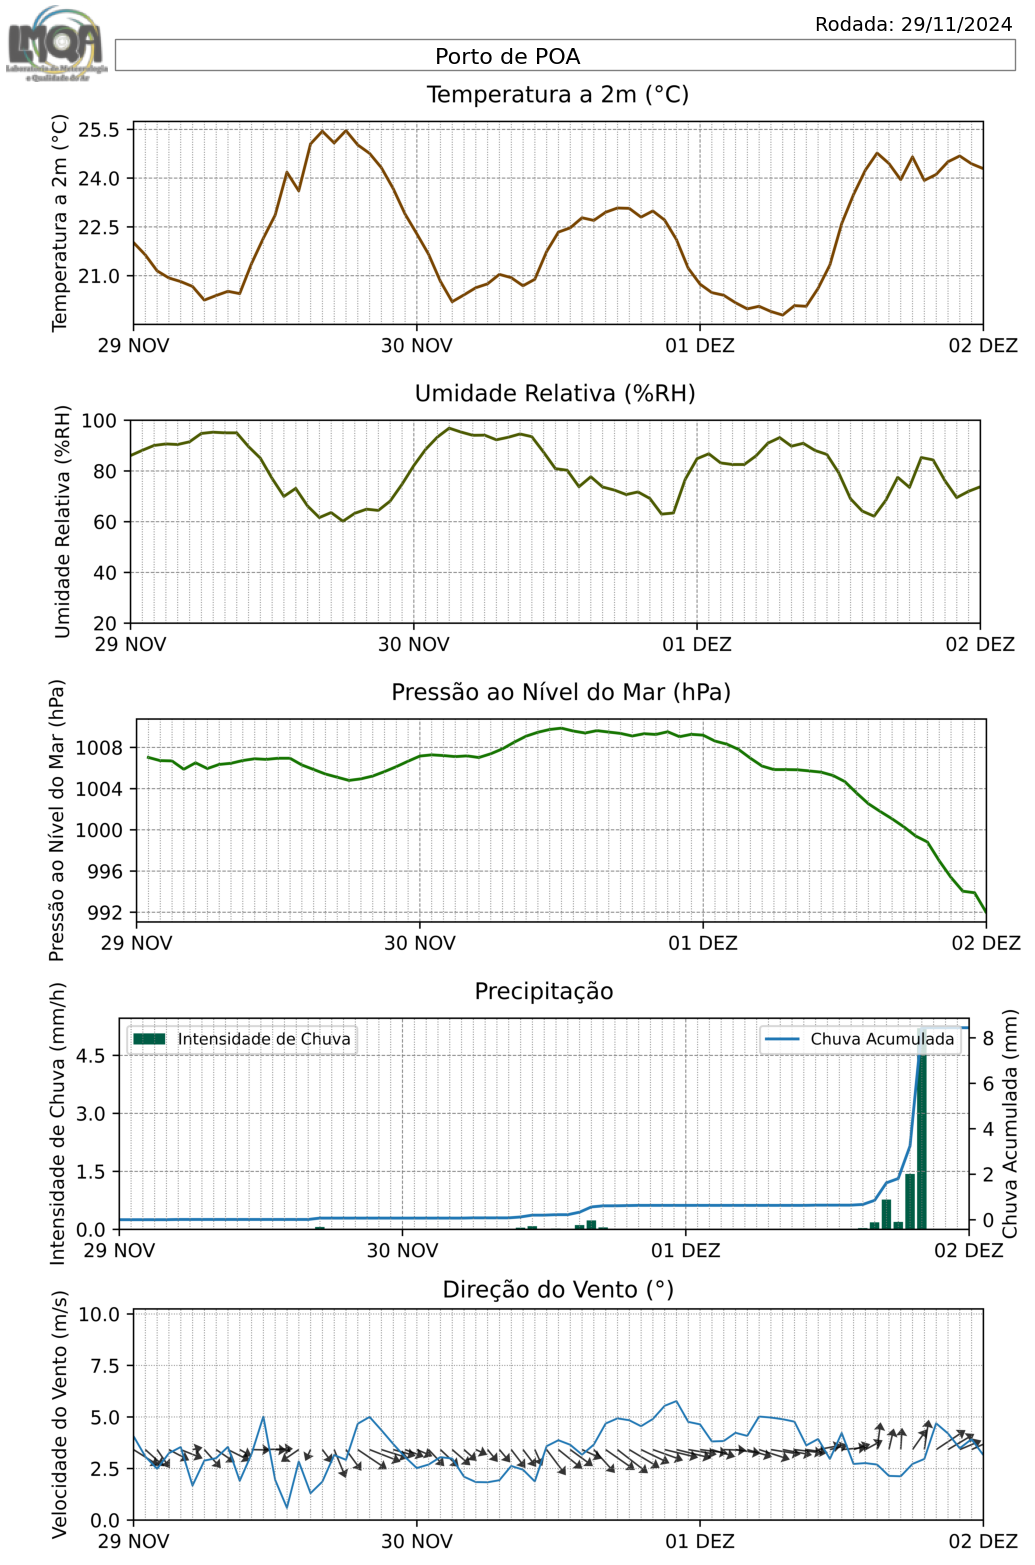 Rodada: 29/11/2024
LMQA
Laboratório de Meteorologia
e Qualidade do Ar
Porto de POA
Temperatura a 2m (°C)
Temperatura a 2m (°C)
25.5
24.0
22.5
21.0
29 NOV 30 NOV 01 DEZ 02 DEZ
Umidade Relativa (%RH)
Umidade Relativa (%RH)
100
80
60
40
20
29 NOV 30 NOV 01 DEZ 02 DEZ
Pressão ao Nível do Mar (hPa)
Pressão ao Nível do Mar (hPa)
1008
1004
1000
996
992
29 NOV 30 NOV 01 DEZ 02 DEZ
Precipitação
Intensidade de Chuva (mm/h)
Intensidade de Chuva
Chuva Acumulada
4.5
3.0
1.5
0.0
8
6
4
2
0
Chuva Acumulada (mm)
29 NOV 30 NOV 01 DEZ 02 DEZ
Direção do Vento (°)
Velocidade do Vento (m/s)
10.0
7.5
5.0
2.5
0.0
29 NOV 30 NOV 01 DEZ 02 DEZ